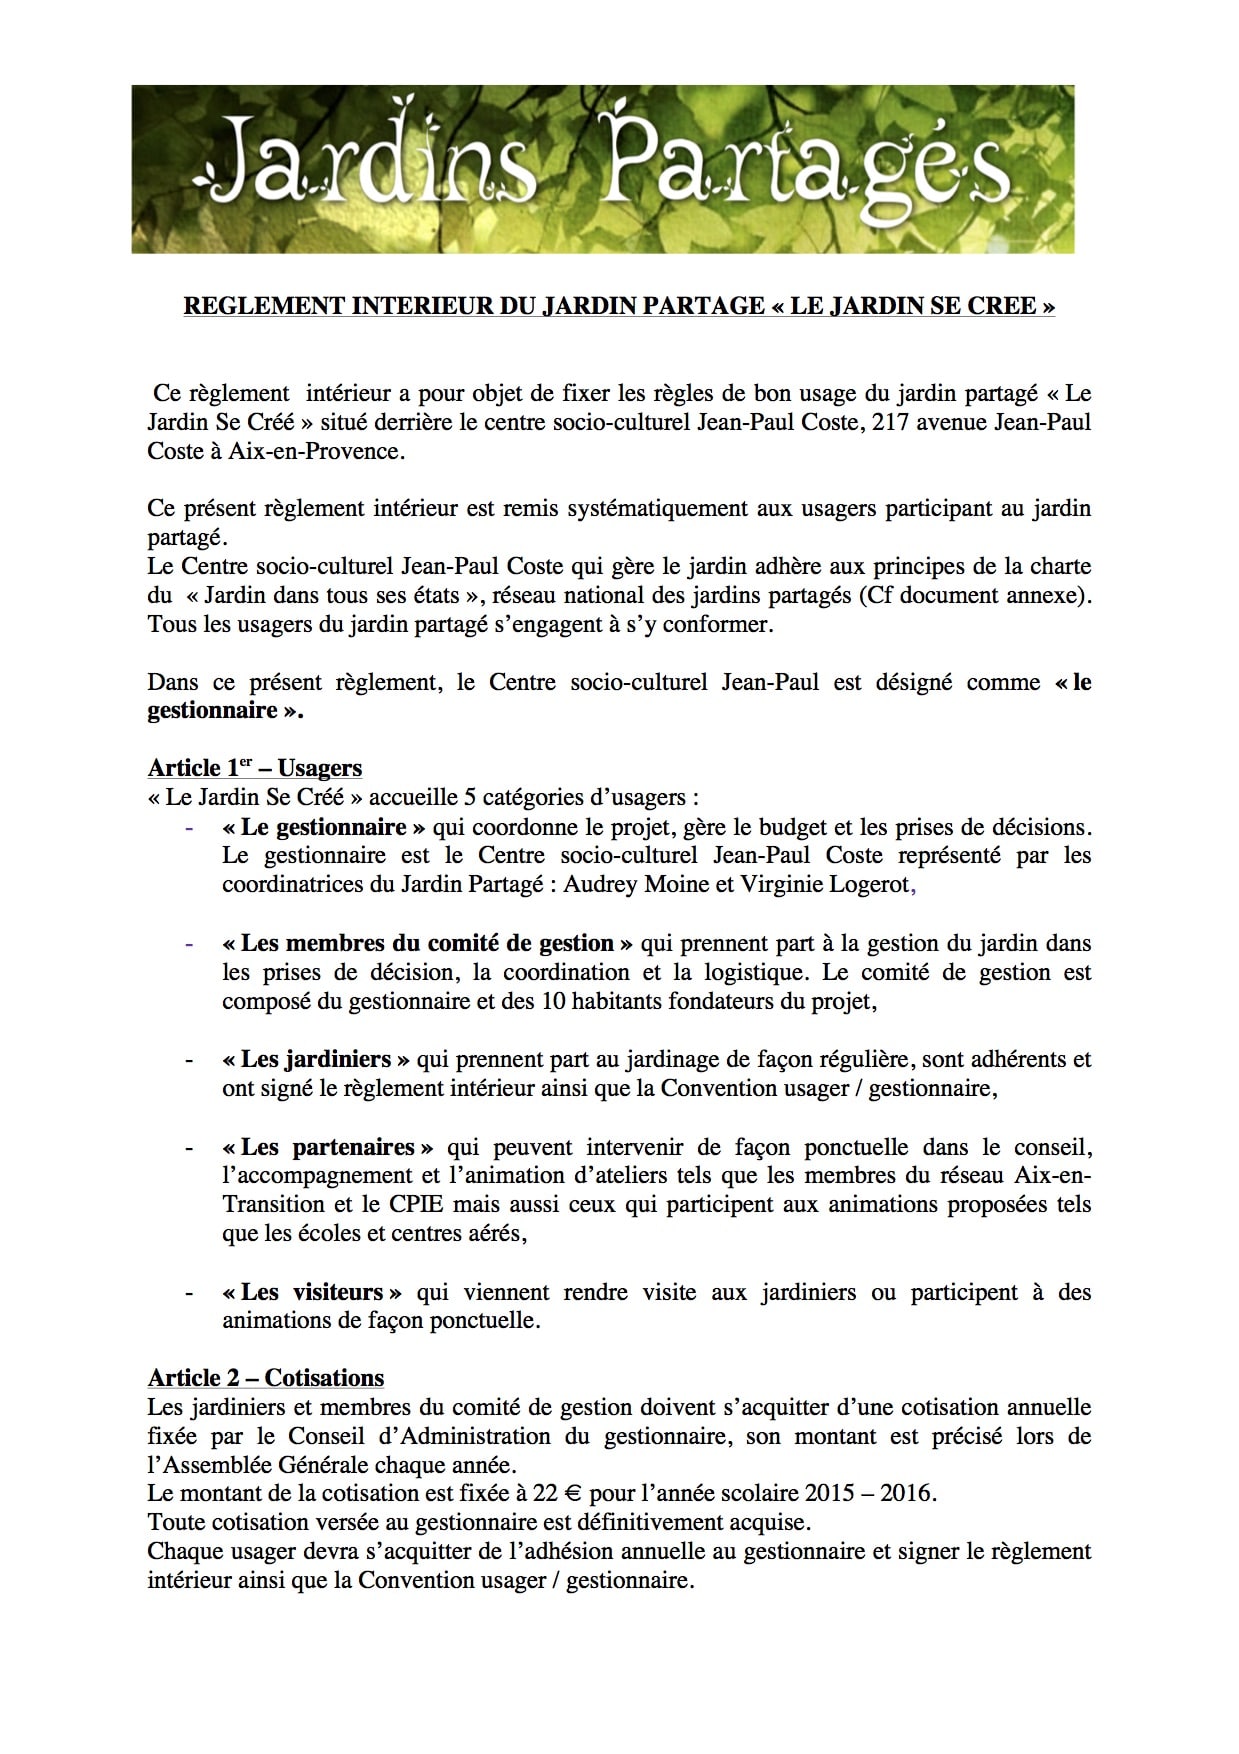 Jardins Partagés
REGLEMENT INTERIEUR DU JARDIN PARTAGE « LE JARDIN SE CREE »
Ce règlement intérieur a pour objet de fixer les règles de bon usage du jardin partagé « Le
Jardin Se Créé » situé derrière le centre socio-culturel Jean-Paul Coste, 217 avenue Jean-Paul
Coste à Aix-en-Provence.
Ce présent règlement intérieur est remis systématiquement aux usagers participant au jardin
partagé.
Le Centre socio-culturel Jean-Paul Coste qui gère le jardin adhère aux principes de la charte
du « Jardin dans tous ses états », réseau national des jardins partagés (Cf document annexe).
Tous les usagers du jardin partagé s’engagent à s’y conformer.
Dans ce présent règlement, le Centre socio-culturel Jean-Paul est désigné comme « le
gestionnaire ».
Article 1er – Usagers
« Le Jardin Se Créé » accueille 5 catégories d’usagers :
- « Le gestionnaire » qui coordonne le projet, gère le budget et les prises de décisions.
Le gestionnaire est le Centre socio-culturel Jean-Paul Coste représenté par les
coordinatrices du Jardin Partagé : Audrey Moine et Virginie Logerot,
- « Les membres du comité de gestion » qui prennent part à la gestion du jardin dans
les prises de décision, la coordination et la logistique. Le comité de gestion est
composé du gestionnaire et des 10 habitants fondateurs du projet,
- « Les jardiniers » qui prennent part au jardinage de façon régulière, sont adhérents et
ont signé le règlement intérieur ainsi que la Convention usager / gestionnaire,
- « Les partenaires » qui peuvent intervenir de façon ponctuelle dans le conseil,
l’accompagnement et l’animation d’ateliers tels que les membres du réseau Aix-en-
Transition et le CPIE mais aussi ceux qui participent aux animations proposées tels
que les écoles et centres aérés,
- « Les visiteurs » qui viennent rendre visite aux jardiniers ou participent à des
animations de façon ponctuelle.
Article 2 – Cotisations
Les jardiniers et membres du comité de gestion doivent s’acquitter d’une cotisation annuelle
fixée par le Conseil d’Administration du gestionnaire, son montant est précisé lors de
l’Assemblée Générale chaque année.
Le montant de la cotisation est fixée à 22 € pour l’année scolaire 2015 – 2016.
Toute cotisation versée au gestionnaire est définitivement acquise.
Chaque usager devra s’acquitter de l’adhésion annuelle au gestionnaire et signer le règlement
intérieur ainsi que la Convention usager / gestionnaire.